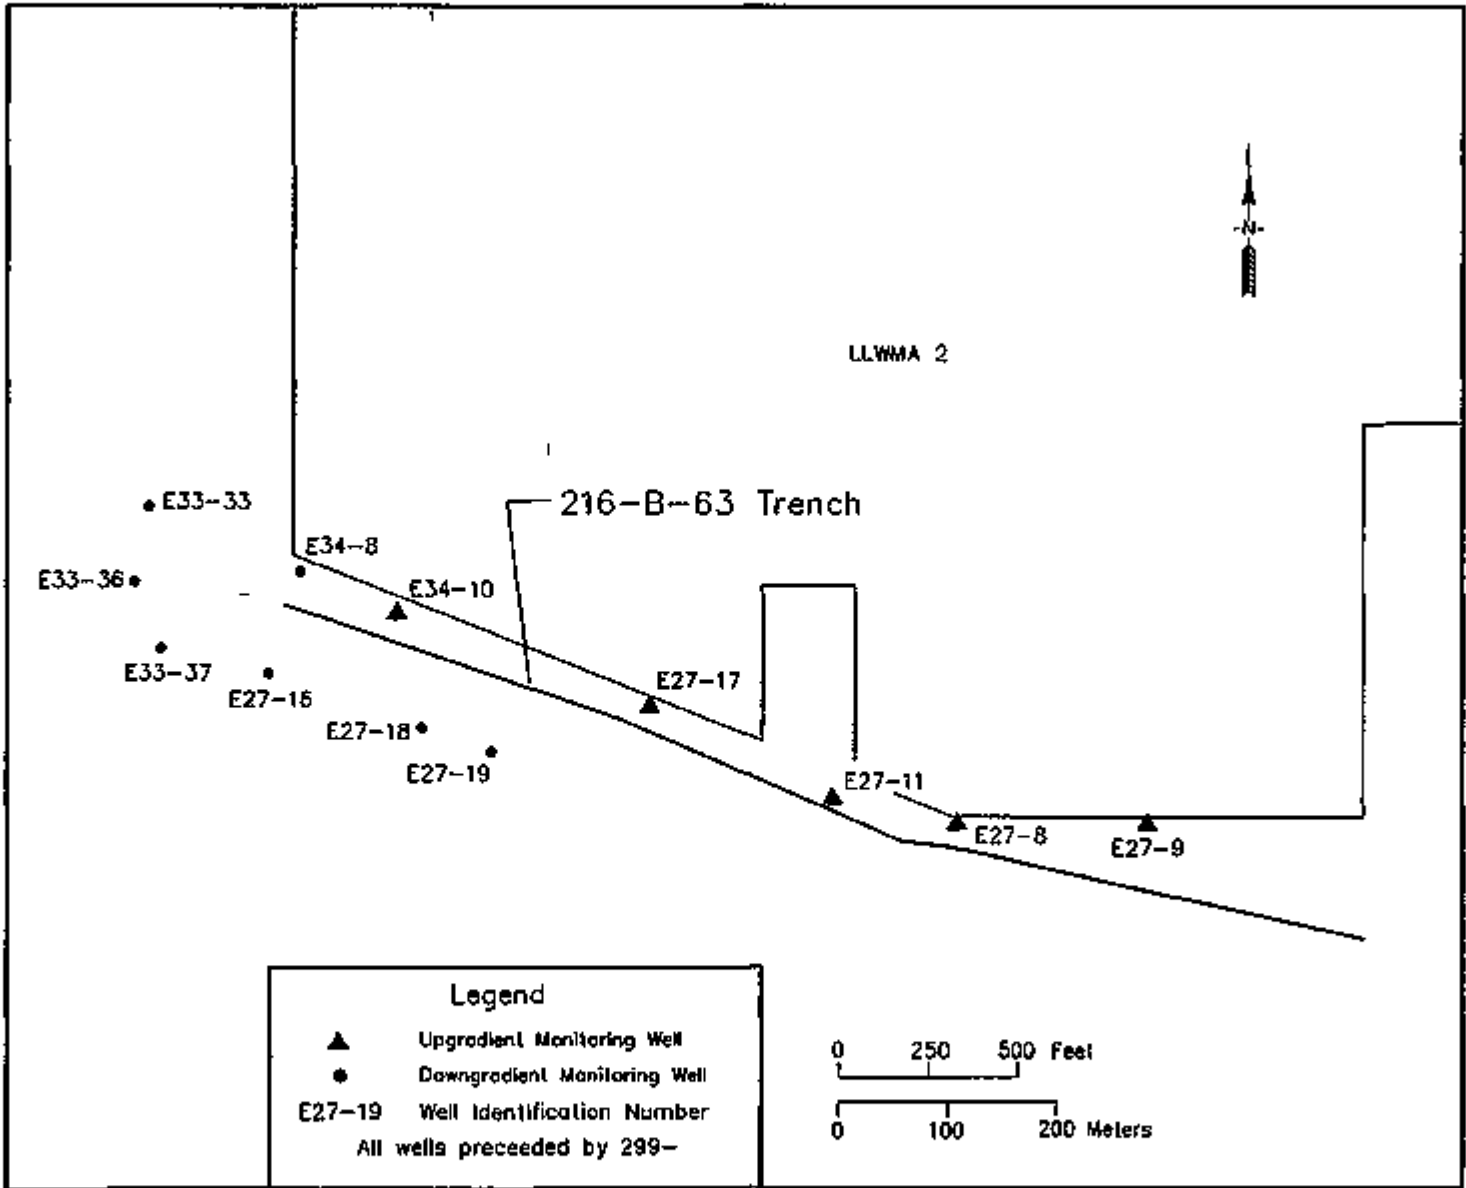 -N-
LLWMA 2
216-B-63 Trench
E33-33
E34-8
E33-36
E34-10
E33-37
E27-15
E27-17
E27-18
E27-19
E27-11
E27-8
E27-9
Legend
Upgradient Monitoring Well
Downgradient Monitoring Well
E27-19 Well Identification Number
All wells preceeded by 299-
0 250 500 Feet
0 100 200 Meters